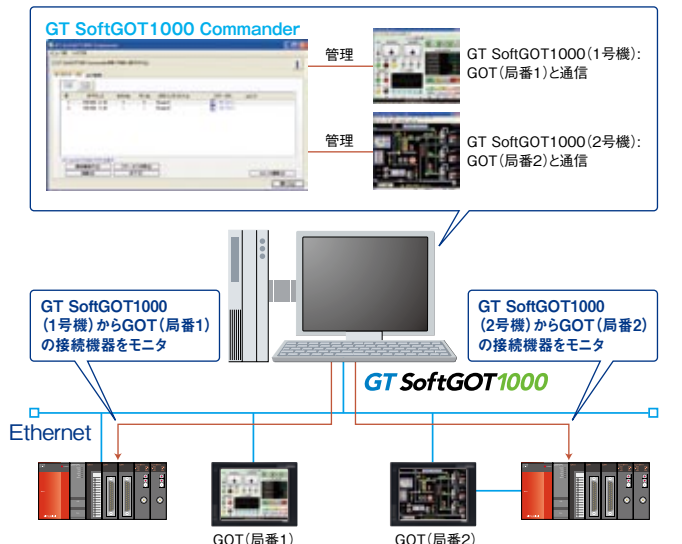 GT SoftGOT1000 Commander
管理
GT SoftGOT1000（1号機）:
GOT（局番1）と通信
管理
GT SoftGOT1000（2号機）:
GOT（局番2）と通信
GT SoftGOT1000
（1号機）からGOT（局番1）
の接続機器をモニタ
GT SoftGOT1000
（2号機）からGOT（局番2）
の接続機器をモニタ
GT SoftGOT1000
Ethernet
GOT（局番1）
GOT（局番2）